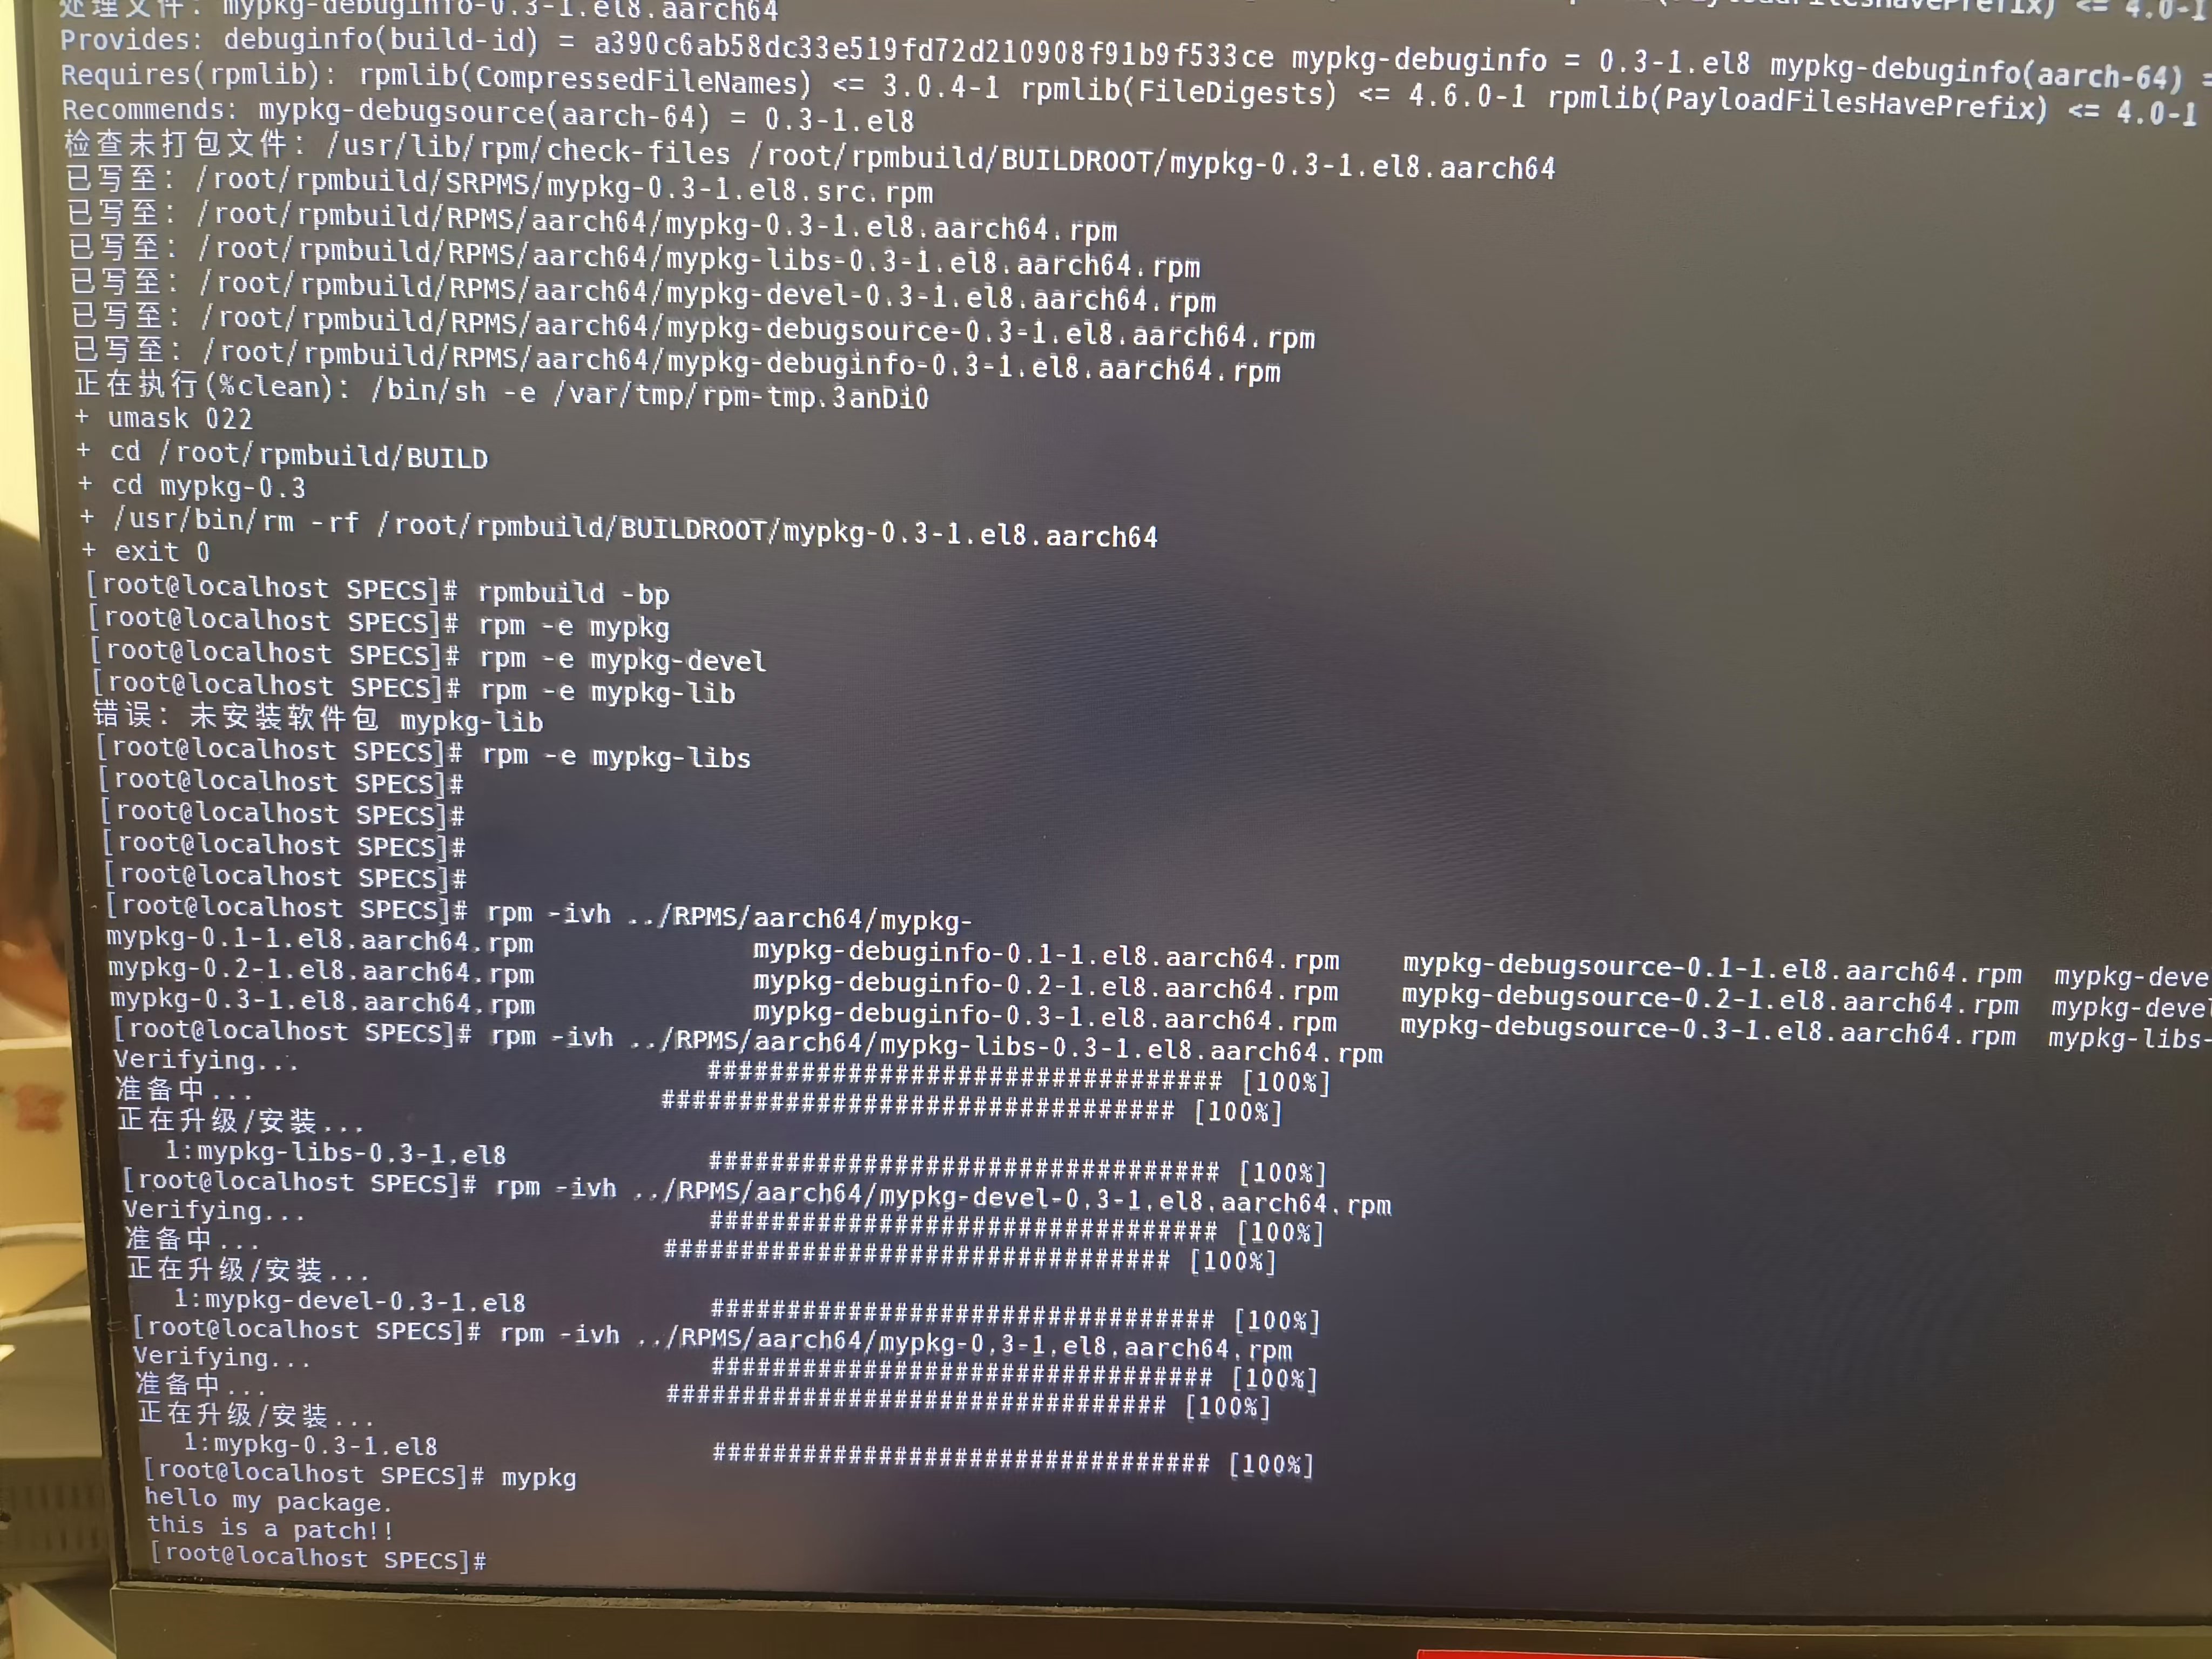 处理文件: mypkg-debuginfo-0.3-1.el8.aarch64
(PayloadFilesHavePrefix) <= 4.0-1
Provides: debuginfo(build-id) = a390c6ab58dc33e519fd72d210908f91b9f533ce mypkg-debuginfo = 0.3-1.el8 mypkg-debuginfo(aarch-64) =
Requires(rpmlib): rpmlib(CompressedFileNames) <= 3.0.4-1 rpmlib(FileDigests) <= 4.6.0-1 rpmlib(PayloadFilesHavePrefix) <= 4.0-1
Recommends: mypkg-debugsource(aarch-64) = 0.3-1.el8
检查未打包文件: /usr/lib/rpm/check-files /root/rpmbuild/BUILDROOT/mypkg-0.3-1.el8.aarch64
已写至: /root/rpmbuild/SRPMS/mypkg-0.3-1.el8.src.rpm
已写至: /root/rpmbuild/RPMS/aarch64/mypkg-0.3-1.el8.aarch64.rpm
已写至: /root/rpmbuild/RPMS/aarch64/mypkg-libs-0.3-1.el8.aarch64.rpm
已写至: /root/rpmbuild/RPMS/aarch64/mypkg-devel-0.3-1.el8.aarch64.rpm
已写至: /root/rpmbuild/RPMS/aarch64/mypkg-debugsource-0.3-1.el8.aarch64.rpm
已写至: /root/rpmbuild/RPMS/aarch64/mypkg-debuginfo-0.3-1.el8.aarch64.rpm
正在执行(%clean): /bin/sh -e /var/tmp/rpm-tmp.3anDi0
+ umask 022
+ cd /root/rpmbuild/BUILD
+ cd mypkg-0.3
+ /usr/bin/rm -rf /root/rpmbuild/BUILDROOT/mypkg-0.3-1.el8.aarch64
+ exit 0
[root@localhost SPECS]# rpmbuild -bp
[root@localhost SPECS]# rpm -e mypkg
[root@localhost SPECS]# rpm -e mypkg-devel
[root@localhost SPECS]# rpm -e mypkg-lib
错误: 未安装软件包 mypkg-lib
[root@localhost SPECS]# rpm -e mypkg-libs
[root@localhost SPECS]#
[root@localhost SPECS]#
[root@localhost SPECS]#
[root@localhost SPECS]#
[root@localhost SPECS]# rpm -ivh ../RPMS/aarch64/mypkg-
mypkg-0.1-1.el8.aarch64.rpm mypkg-debuginfo-0.1-1.el8.aarch64.rpm mypkg-debugsource-0.1-1.el8.aarch64.rpm mypkg-deve
mypkg-0.2-1.el8.aarch64.rpm mypkg-debuginfo-0.2-1.el8.aarch64.rpm mypkg-debugsource-0.2-1.el8.aarch64.rpm mypkg-devel
mypkg-0.3-1.el8.aarch64.rpm mypkg-debuginfo-0.3-1.el8.aarch64.rpm mypkg-debugsource-0.3-1.el8.aarch64.rpm mypkg-libs-
[root@localhost SPECS]# rpm -ivh ../RPMS/aarch64/mypkg-libs-0.3-1.el8.aarch64.rpm
Verifying... ################################# [100%]
准备中... ################################# [100%]
正在升级/安装...
1:mypkg-libs-0.3-1.el8 ################################# [100%]
[root@localhost SPECS]# rpm -ivh ../RPMS/aarch64/mypkg-devel-0.3-1.el8.aarch64.rpm
Verifying... ################################# [100%]
准备中... ################################# [100%]
正在升级/安装...
1:mypkg-devel-0.3-1.el8 ################################# [100%]
[root@localhost SPECS]# rpm -ivh ../RPMS/aarch64/mypkg-0.3-1.el8.aarch64.rpm
Verifying... ################################# [100%]
准备中... ################################# [100%]
正在升级/安装...
1:mypkg-0.3-1.el8 ################################# [100%]
[root@localhost SPECS]# mypkg
hello my package.
this is a patch!!
[root@localhost SPECS]#